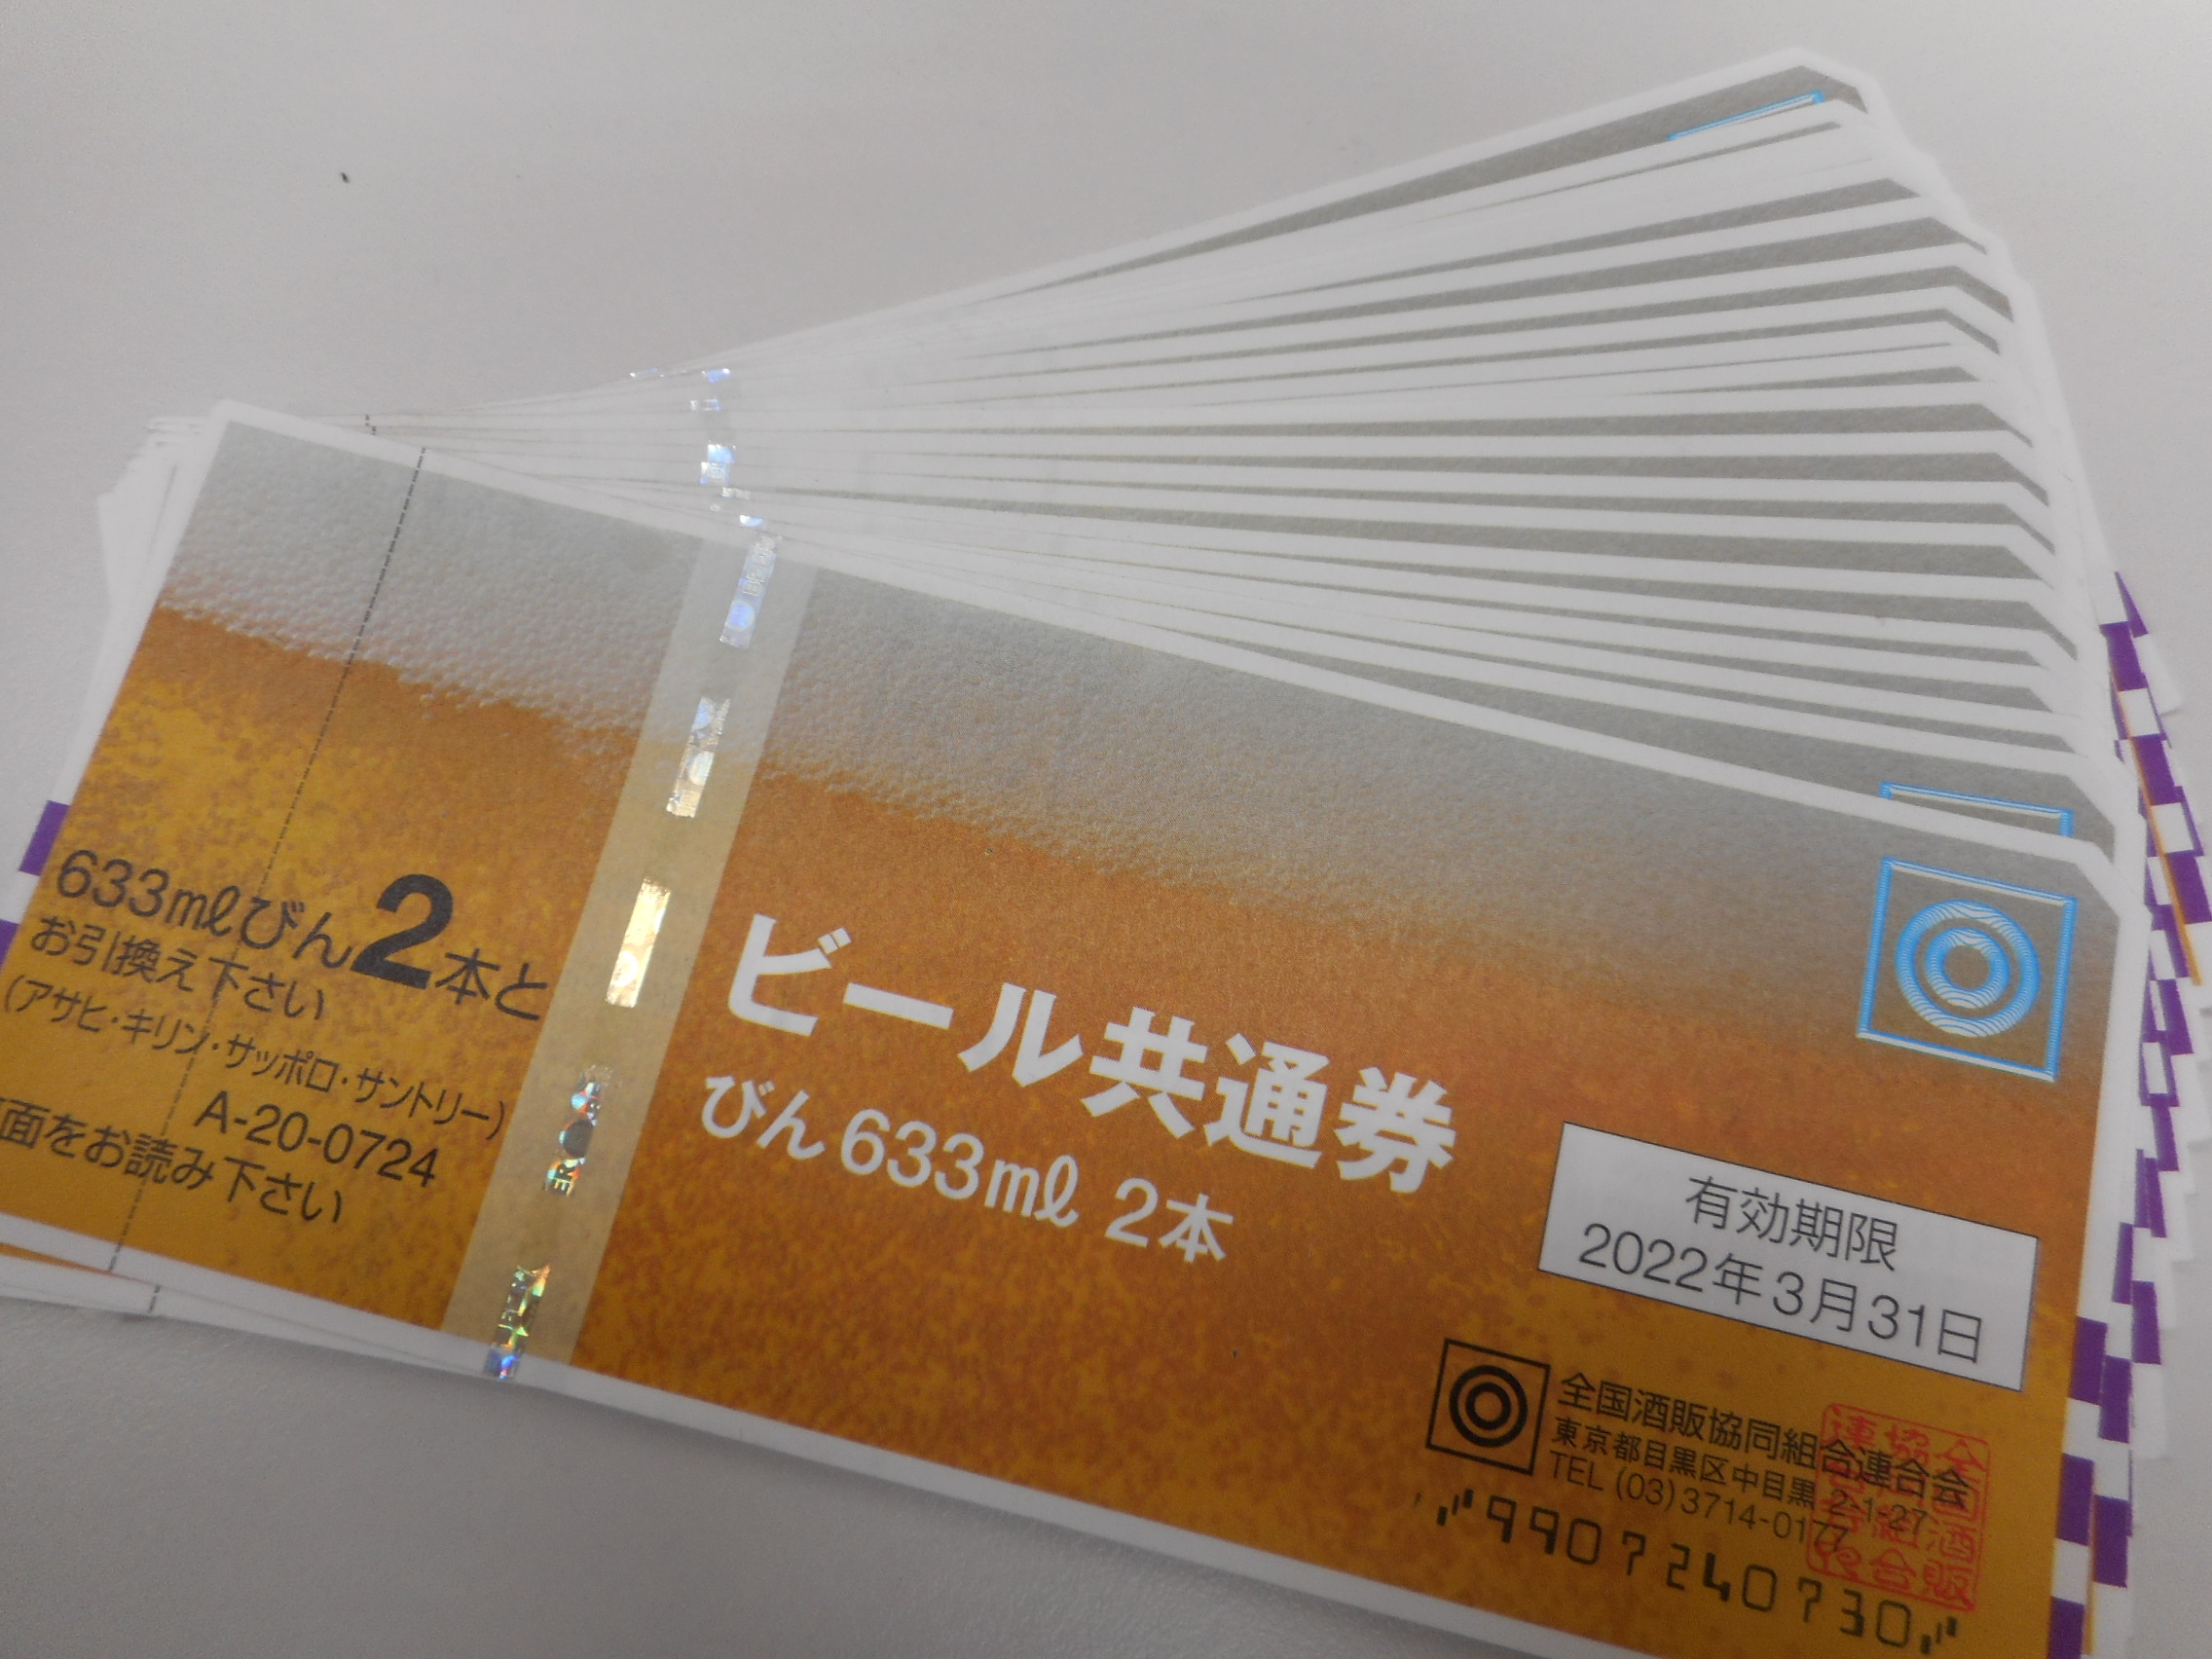 633mℓびん2本と
お引換え下さい
(アサヒ・キリン・サッポロ・サントリー)
A-20-0724
面をお読み下さい
ビール共通券
びん633mℓ 2本
有効期限
2022年3月31日
全国酒販協同組合連合会
東京都目黒区中目黒 2-1-27
TEL (03) 3714-0177
9907240730